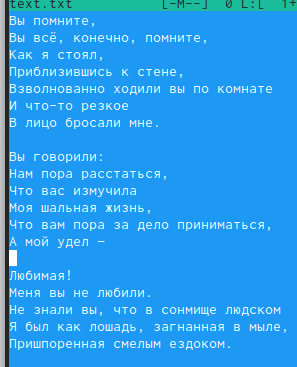 text.txt [-M--] 0 L:[ 1+
Вы помните,
Вы всё, конечно, помните,
Как я стоял,
Приблизившись к стене,
Взволнованно ходили вы по комнате
И что-то резкое
В лицо бросали мне.

Вы говорили:
Нам пора расстаться,
Что вас измучила
Моя шальная жизнь,
Что вам пора за дело приниматься,
А мой удел –

Любимая!
Меня вы не любили.
Не знали вы, что в сонмище людском
Я был как лошадь, загнанная в мыле,
Пришпоренная смелым ездоком.